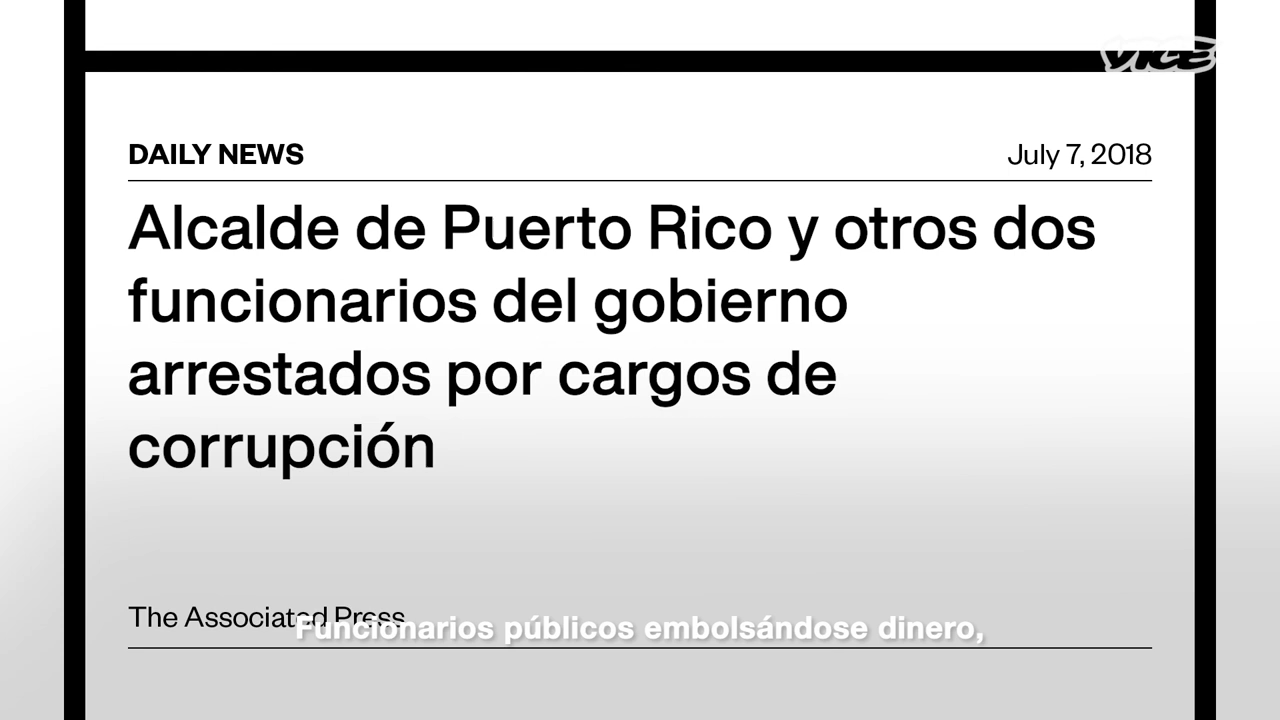 VICE
DAILY NEWS
July 7, 2018
Alcalde de Puerto Rico y otros dos
funcionarios del gobierno
arrestados por cargos de
corrupción
The Associated Press
Funcionarios públicos embolsándose dinero,